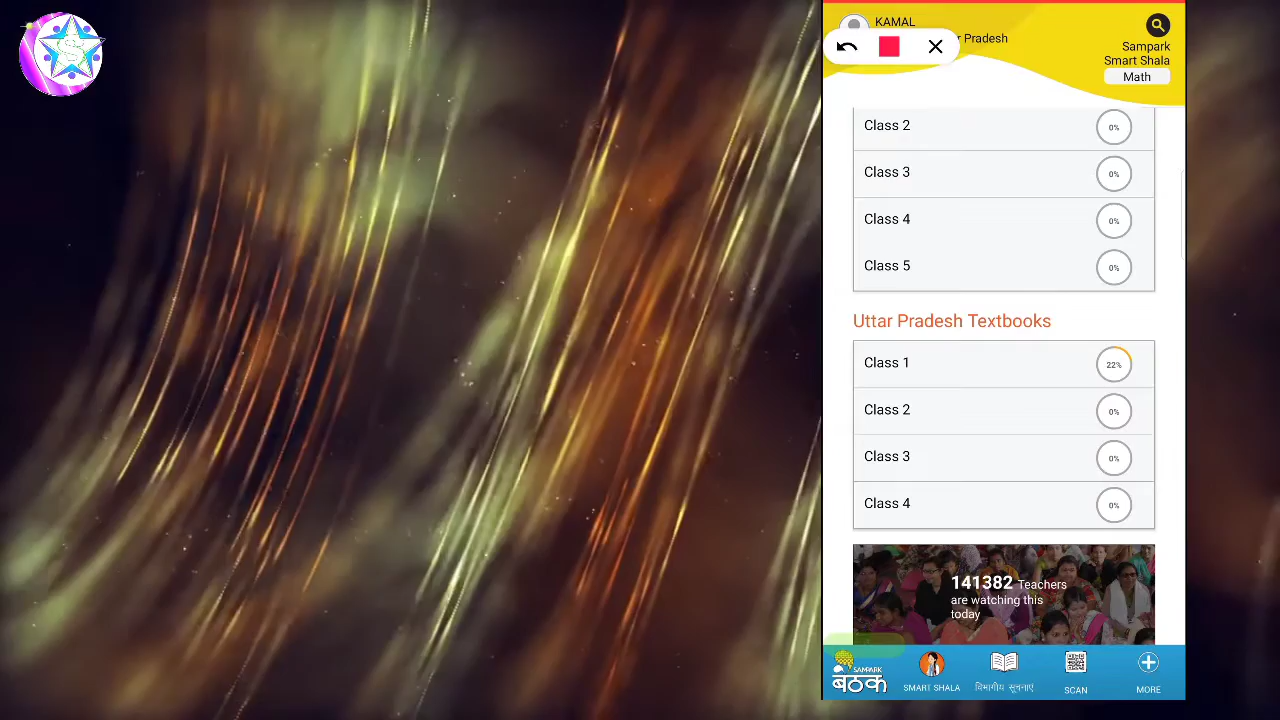 S
KAMAL
r Pradesh
Sampark
Smart Shala
Math
Class 2 0%
Class 3 0%
Class 4 0%
Class 5 0%
Uttar Pradesh Textbooks
Class 1 22%
Class 2 0%
Class 3 0%
Class 4 0%
141382 Teachers
are watching this
today
SAMPARK
बैठक
SMART SHALA
विभागीय सूचनाएं
SCAN
MORE